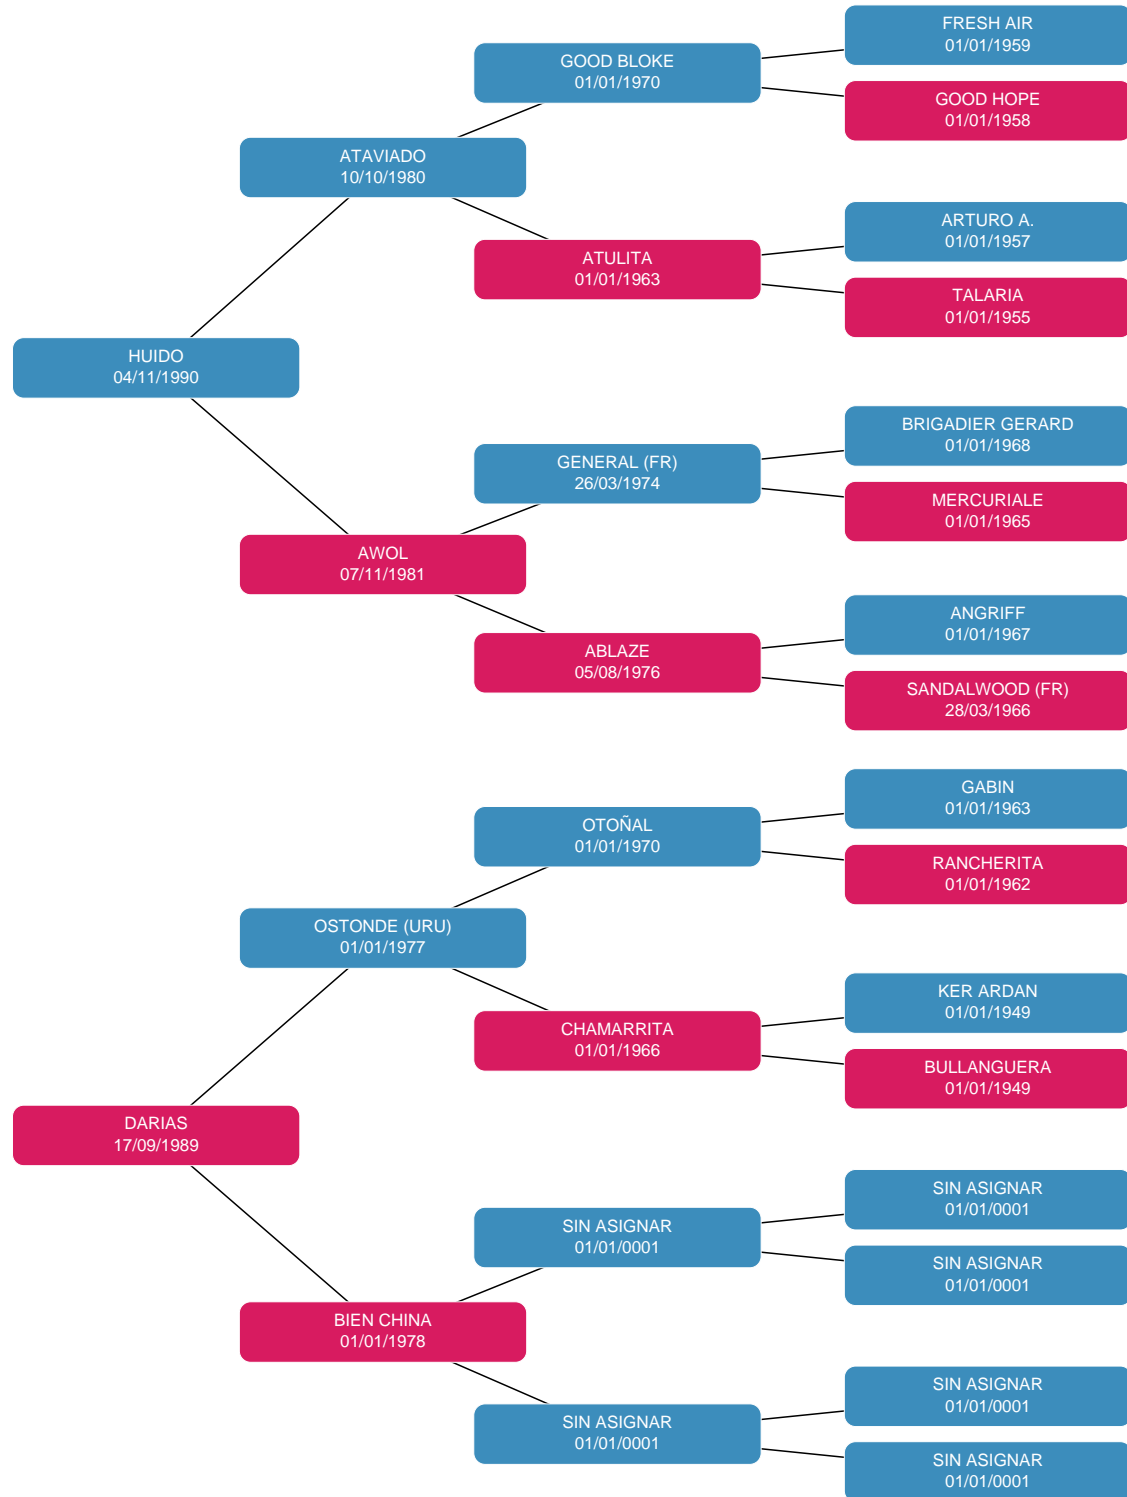 FRESH AIR
01/01/1959
GOOD BLOKE
01/01/1970
GOOD HOPE
01/01/1958
ATAVIADO
10/10/1980
ARTURO A.
01/01/1957
ATULITA
01/01/1963
TALARIA
01/01/1955
HUIDO
04/11/1990
BRIGADIER GERARD
01/01/1968
GENERAL (FR)
26/03/1974
MERCURIALE
01/01/1965
AWOL
07/11/1981
ANGRIFF
01/01/1967
ABLAZE
05/08/1976
SANDALWOOD (FR)
28/03/1966
GABIN
01/01/1963
OTOÑAL
01/01/1970
RANCHERITA
01/01/1962
OSTONDE (URU)
01/01/1977
KER ARDAN
01/01/1949
CHAMARRITA
01/01/1966
BULLANGUERA
01/01/1949
DARIAS
17/09/1989
SIN ASIGNAR
01/01/0001
SIN ASIGNAR
01/01/0001
SIN ASIGNAR
01/01/0001
BIEN CHINA
01/01/1978
SIN ASIGNAR
01/01/0001
SIN ASIGNAR
01/01/0001
SIN ASIGNAR
01/01/0001